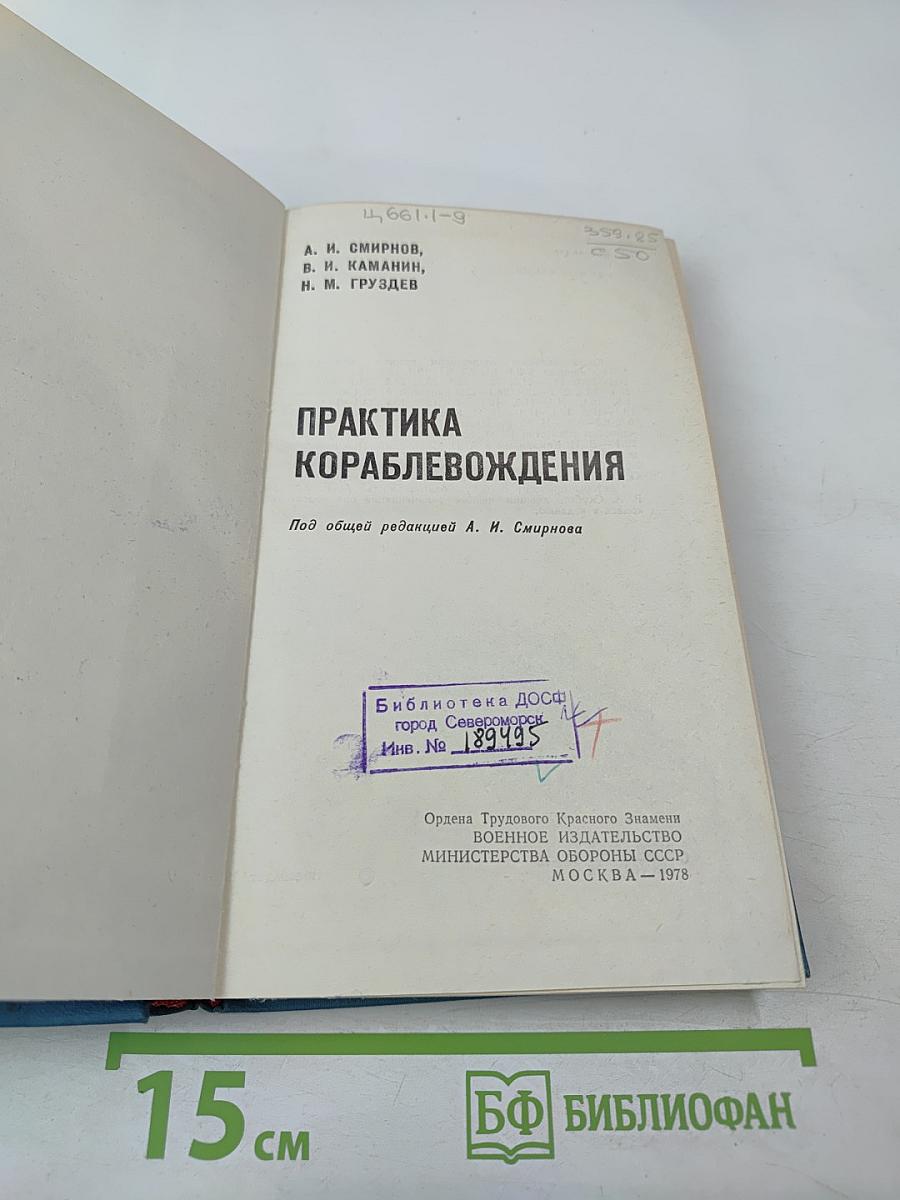 Ц661.1-9
359.85
С50
А. И. СМИРНОВ,
В. И. КАМАНИН,
Н. М. ГРУЗДЕВ
ПРАКТИКА
КОРАБЛЕВОЖДЕНИЯ
Под общей редакцией А. И. Смирнова
Библиотека ДОСФ
город Североморск
Инв. № 189495
Ордена Трудового Красного Знамени
ВОЕННОЕ ИЗДАТЕЛЬСТВО
МИНИСТЕРСТВА ОБОРОНЫ СССР
МОСКВА — 1978
15 см
БФ БИБЛИОФАН